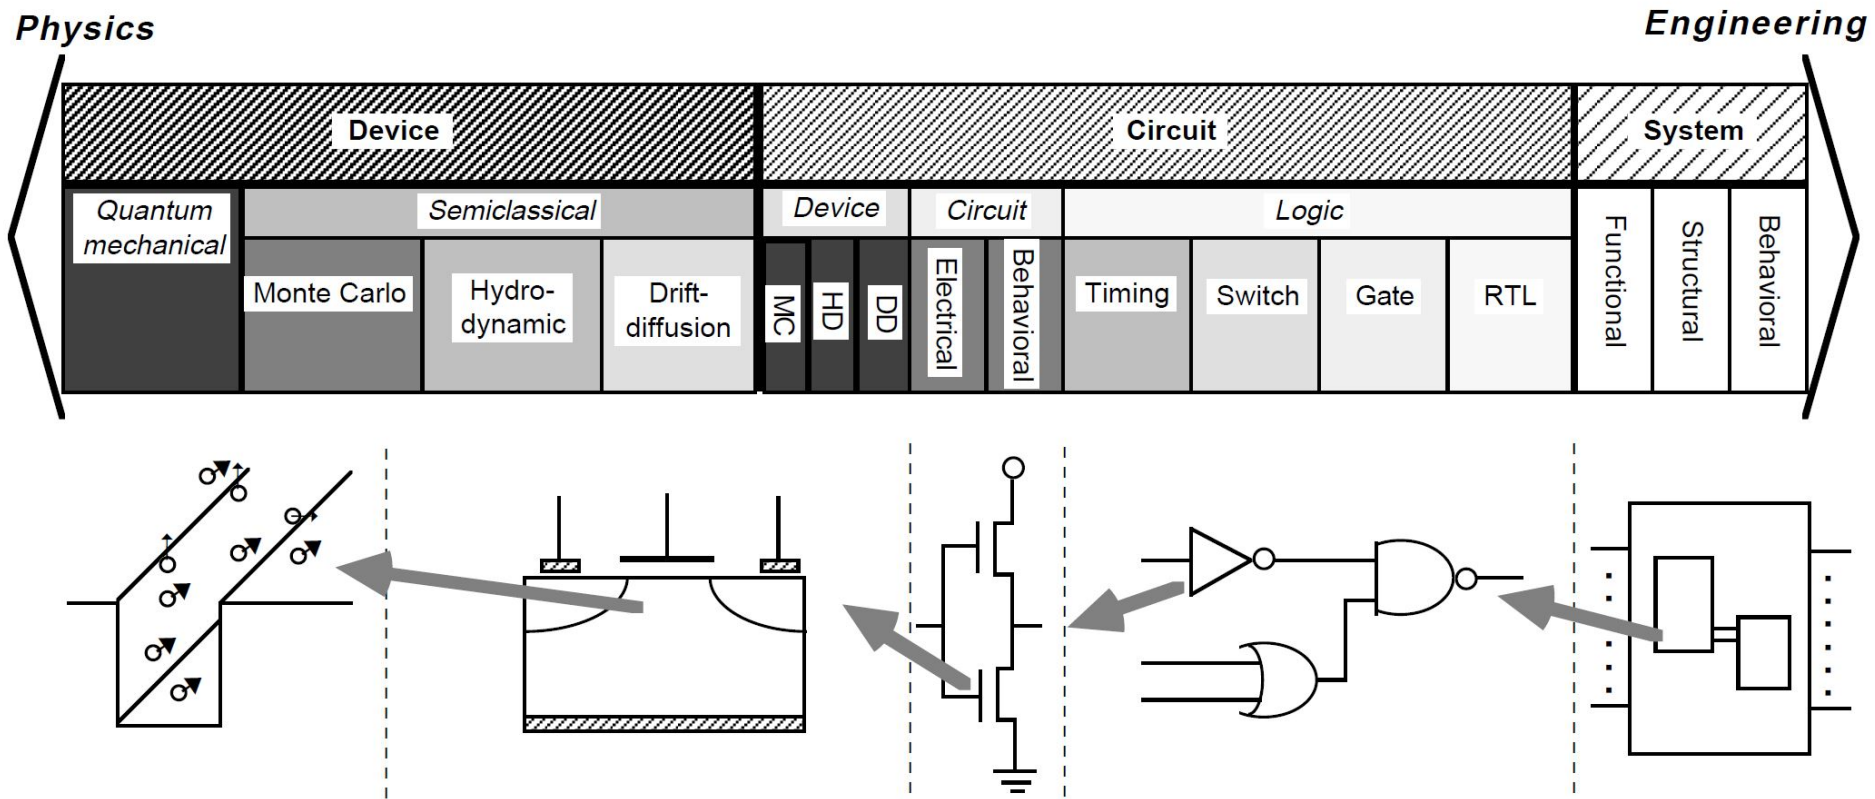 Physics
Engineering
Device
Circuit
System
Quantum
mechanical
Semiclassical
Device
Circuit
Logic
Monte Carlo
Hydro-
dynamic
Drift-
diffusion
MC
HD
DD
Electrical
Behavioral
Timing
Switch
Gate
RTL
Functional
Structural
Behavioral